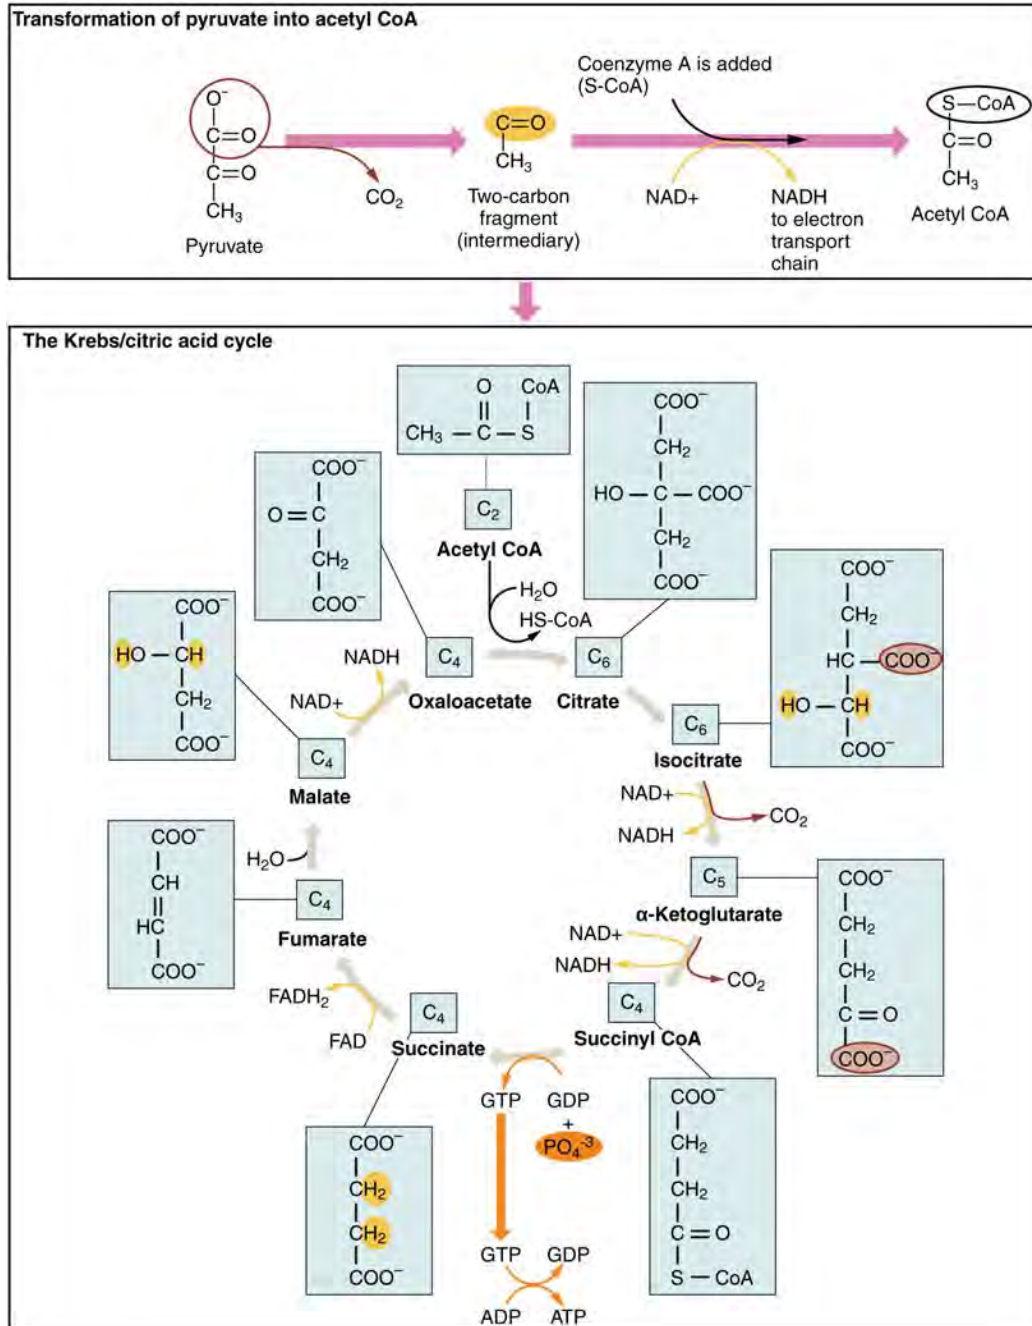 Transformation of pyruvate into acetyl CoA
O⁻
C=O
C=O
CH₃
Pyruvate
CO₂
C=O
CH₃
Two-carbon
fragment
(intermediary)
Coenzyme A is added
(S-CoA)
NAD+
NADH
to electron
transport
chain
S—CoA
C=O
CH₃
Acetyl CoA
The Krebs/citric acid cycle
O CoA
CH₃ — C — S
C₂
Acetyl CoA
H₂O
HS-CoA
COO⁻
O=C
CH₂
COO⁻
C₄
Oxaloacetate
COO⁻
CH₂
HO — C — COO⁻
CH₂
COO⁻
C₆
Citrate
COO⁻
CH₂
HC — COO⁻
HO — CH
COO⁻
C₆
Isocitrate
NAD+
NADH
CO₂
C₅
α-Ketoglutarate
COO⁻
CH₂
CH₂
C=O
COO⁻
NAD+
NADH
CO₂
C₄
Succinyl CoA
COO⁻
CH₂
CH₂
C=O
S — CoA
GTP GDP
+
PO₄⁻³
GTP GDP
ADP ATP
C₄
Succinate
COO⁻
CH₂
CH₂
COO⁻
FADH₂
FAD
C₄
Fumarate
COO⁻
CH
HC
COO⁻
H₂O
C₄
Malate
COO⁻
HO — CH
CH₂
COO⁻
NAD+
NADH